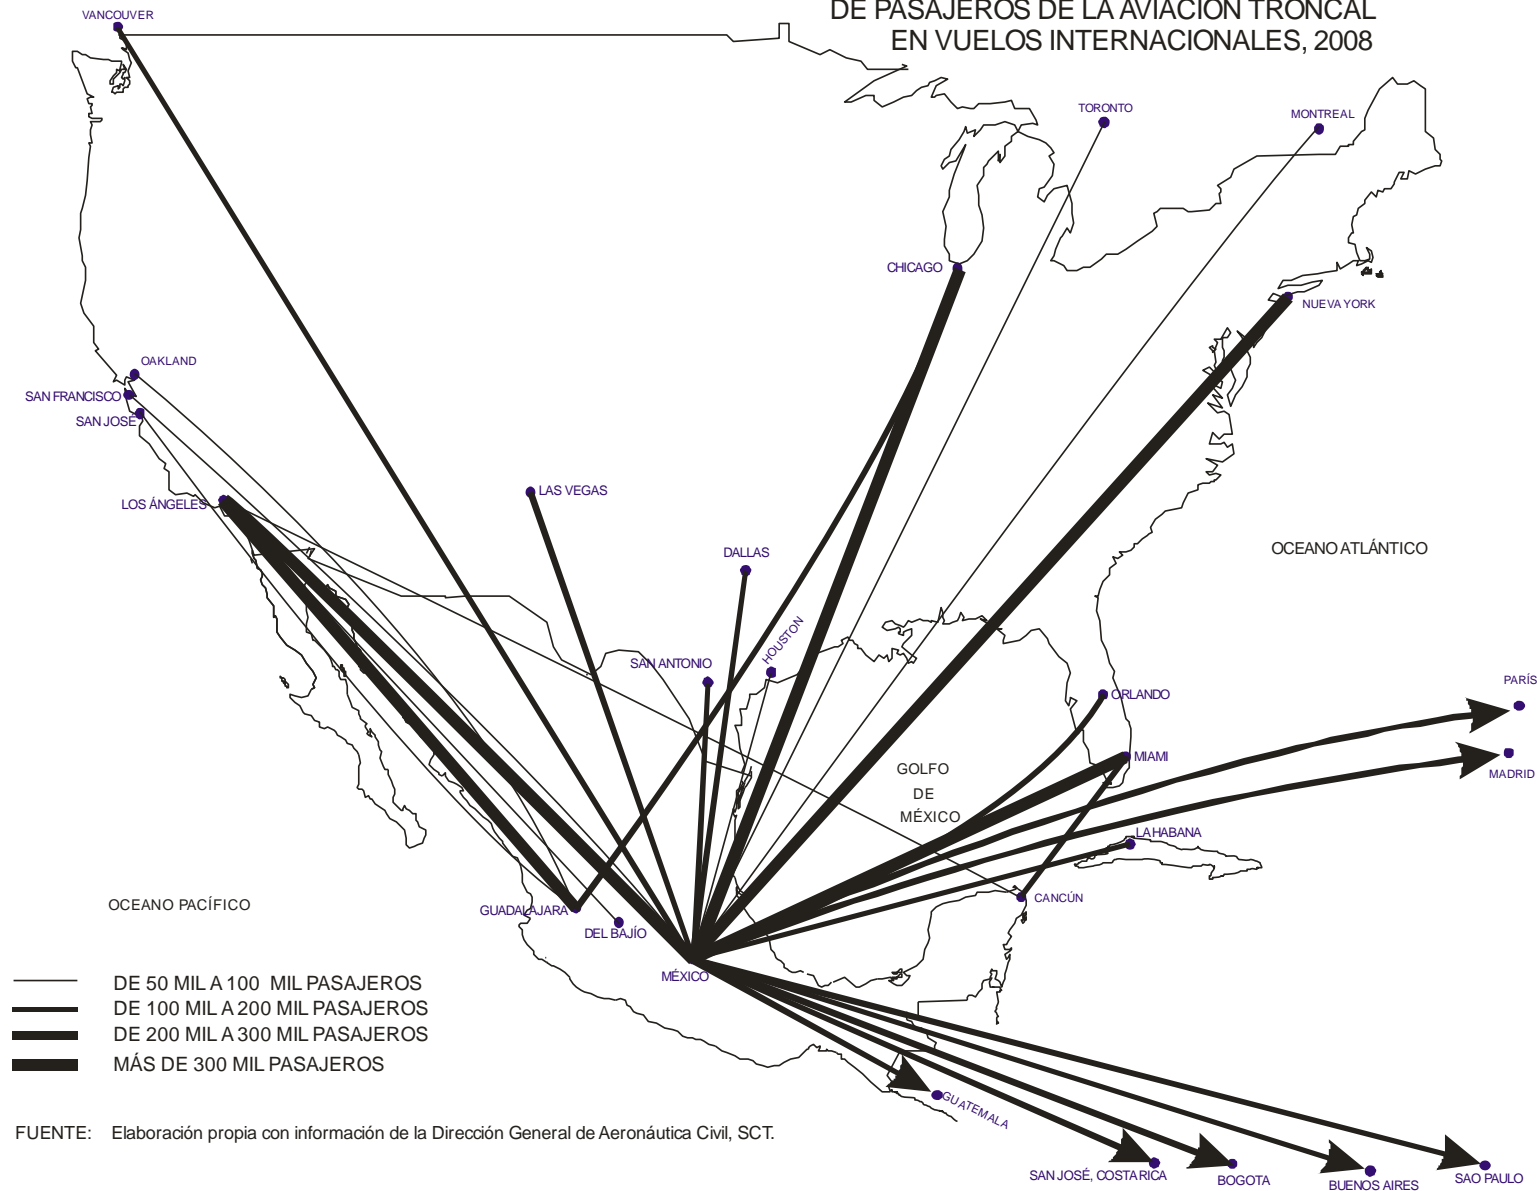 DE PASAJEROS DE LA AVIACIÓN TRONCAL
EN VUELOS INTERNACIONALES, 2008
VANCOUVER
TORONTO
MONTREAL
CHICAGO
NUEVA YORK
OAKLAND
SAN FRANCISCO
SAN JOSÉ
LOS ÁNGELES
LAS VEGAS
DALLAS
OCEANO ATLÁNTICO
HOUSTON
SAN ANTONIO
ORLANDO
PARÍS
MIAMI
MADRID
GOLFO
DE
MÉXICO
LA HABANA
CANCÚN
OCEANO PACÍFICO
GUADALAJARA
DEL BAJÍO
MÉXICO
DE 50 MIL A 100 MIL PASAJEROS
DE 100 MIL A 200 MIL PASAJEROS
DE 200 MIL A 300 MIL PASAJEROS
MÁS DE 300 MIL PASAJEROS
GUATEMALA
FUENTE: Elaboración propia con información de la Dirección General de Aeronáutica Civil, SCT.
SAN JOSÉ, COSTA RICA
BOGOTA
BUENOS AIRES
SAO PAULO